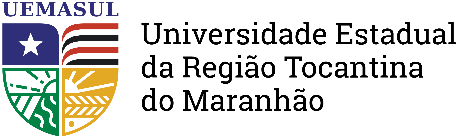 UEMASUL
Universidade Estadual
da Região Tocantina
do Maranhão